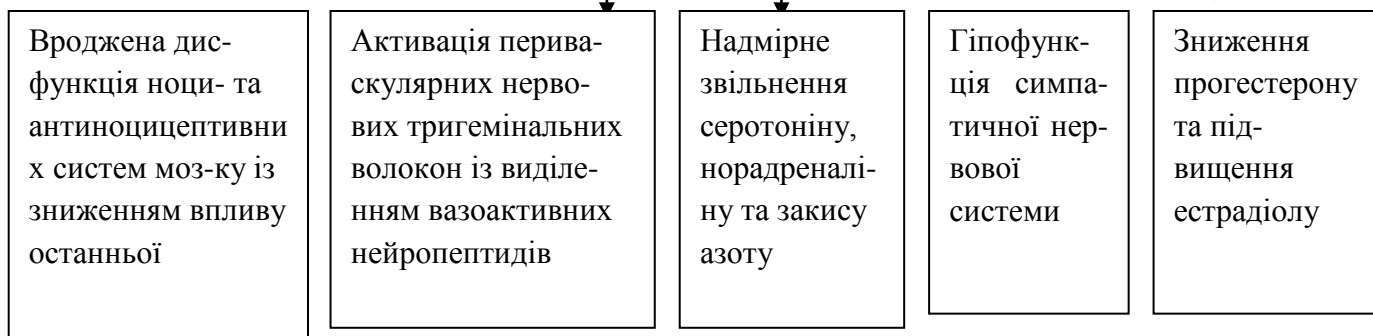 Вроджена дис-
функція ноци- та
антиноцицептивни
х систем моз-ку із
зниженням впливу
останньої
Активація перива-
скулярних нерво-
вих тригемінальних
волокон із виділе-
нням вазоактивних
нейропептидів
Надмірне
звільнення
серотоніну,
норадреналі-
ну та закису
азоту
Гіпофунк-
ція симпа-
тичної нер-
вової
системи
Зниження
прогестерону
та під-
вищення
естрадіолу